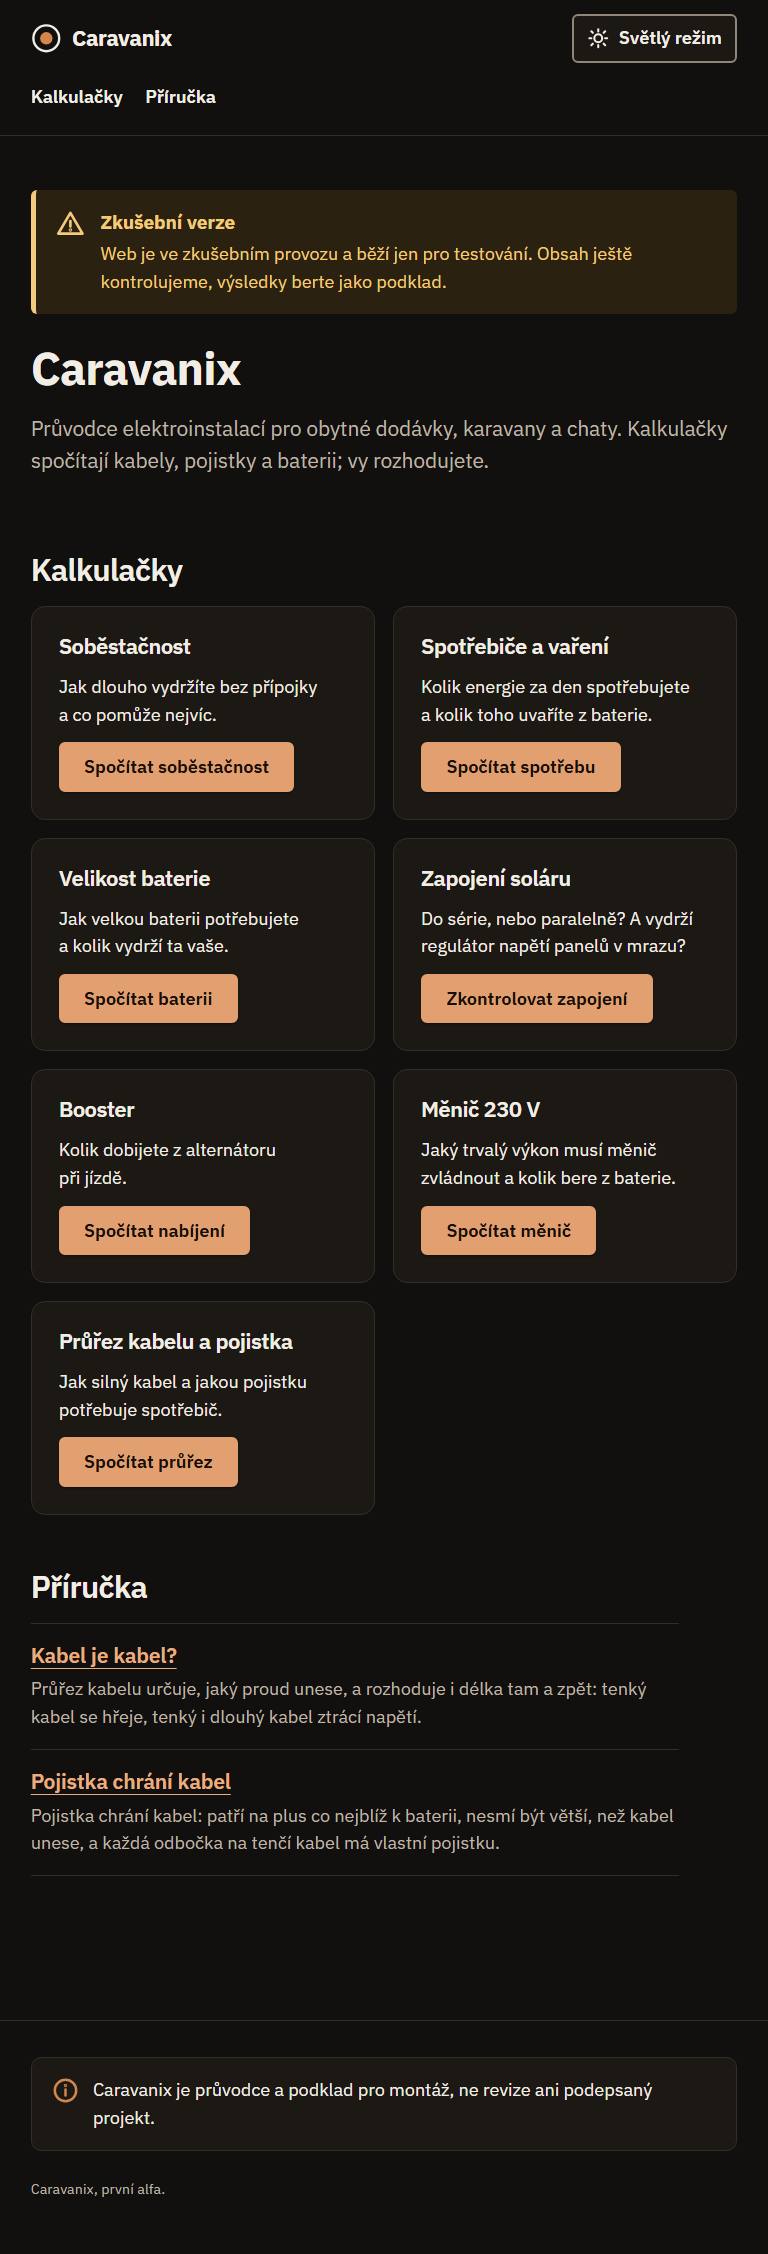 Caravanix
Světlý režim
Kalkulačky
Příručka
Zkušební verze
Web je ve zkušebním provozu a běží jen pro testování. Obsah ještě
kontrolujeme, výsledky berte jako podklad.
Caravanix
Průvodce elektroinstalací pro obytné dodávky, karavany a chaty. Kalkulačky
spočítají kabely, pojistky a baterii; vy rozhodujete.
Kalkulačky
Soběstačnost
Jak dlouho vydržíte bez přípojky
a co pomůže nejvíc.
Spočítat soběstačnost
Spotřebiče a vaření
Kolik energie za den spotřebujete
a kolik toho uvaříte z baterie.
Spočítat spotřebu
Velikost baterie
Jak velkou baterii potřebujete
a kolik vydrží ta vaše.
Spočítat baterii
Zapojení soláru
Do série, nebo paralelně? A vydrží
regulátor napětí panelů v mrazu?
Zkontrolovat zapojení
Booster
Kolik dobijete z alternátoru
při jízdě.
Spočítat nabíjení
Měnič 230 V
Jaký trvalý výkon musí měnič
zvládnout a kolik bere z baterie.
Spočítat měnič
Průřez kabelu a pojistka
Jak silný kabel a jakou pojistku
potřebuje spotřebič.
Spočítat průřez
Příručka
Kabel je kabel?
Průřez kabelu určuje, jaký proud unese, a rozhoduje i délka tam a zpět: tenký
kabel se hřeje, tenký i dlouhý kabel ztrácí napětí.
Pojistka chrání kabel
Pojistka chrání kabel: patří na plus co nejblíž k baterii, nesmí být větší, než kabel
unese, a každá odbočka na tenčí kabel má vlastní pojistku.
Caravanix je průvodce a podklad pro montáž, ne revize ani podepsaný
projekt.
Caravanix, první alfa.